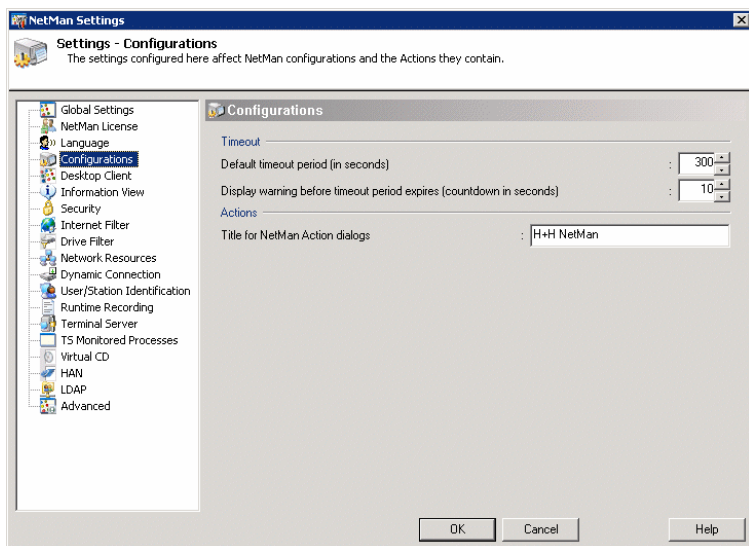 NetMan Settings
Settings - Configurations
The settings configured here affect NetMan configurations and the Actions they contain.
Global Settings
NetMan License
Language
Configurations
Desktop Client
Information View
Security
Internet Filter
Drive Filter
Network Resources
Dynamic Connection
User/Station Identification
Runtime Recording
Terminal Server
TS Monitored Processes
Virtual CD
HAN
LDAP
Advanced
Configurations
Timeout
Default timeout period (in seconds) : 300
Display warning before timeout period expires (countdown in seconds) : 10
Actions
Title for NetMan Action dialogs : H+H NetMan
OK Cancel Help